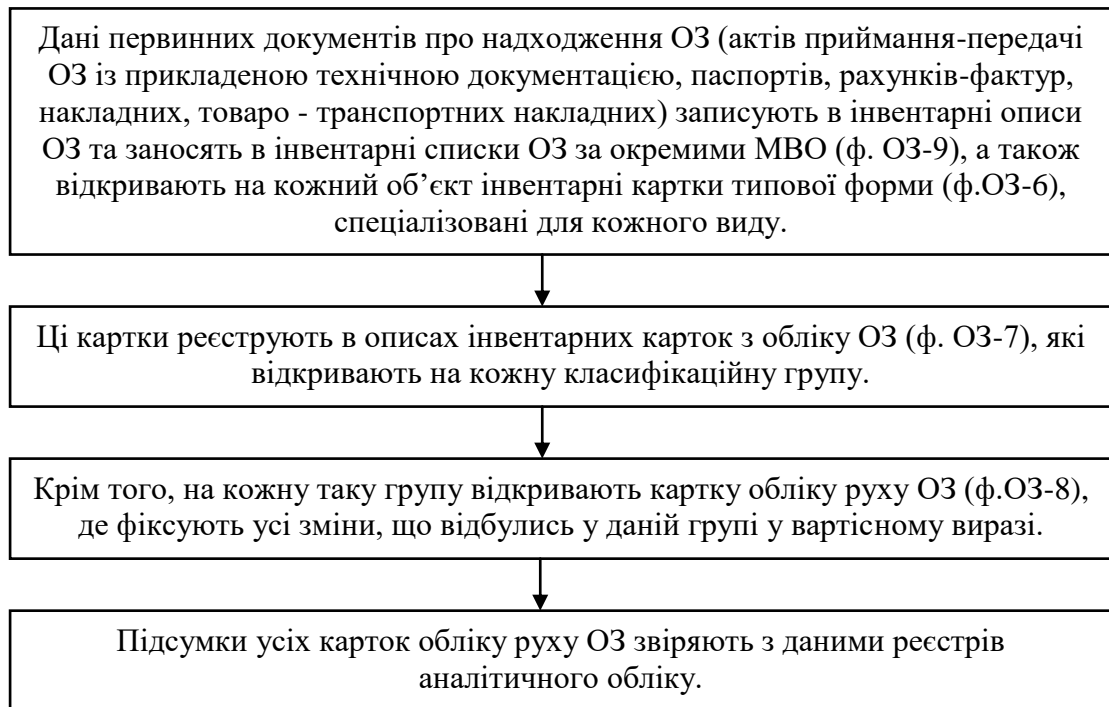 Дані первинних документів про надходження ОЗ (актів приймання-передачі
ОЗ із прикладеною технічною документацією, паспортів, рахунків-фактур,
накладних, товаро - транспортних накладних) записують в інвентарні описи
ОЗ та заносять в інвентарні списки ОЗ за окремими МВО (ф. ОЗ-9), а також
відкривають на кожний об’єкт інвентарні картки типової форми (ф.ОЗ-6),
спеціалізовані для кожного виду.
Ці картки реєструють в описах інвентарних карток з обліку ОЗ (ф. ОЗ-7), які
відкривають на кожну класифікаційну групу.
Крім того, на кожну таку групу відкривають картку обліку руху ОЗ (ф.ОЗ-8),
де фіксують усі зміни, що відбулись у даній групі у вартісному виразі.
Підсумки усіх карток обліку руху ОЗ звіряють з даними реєстрів
аналітичного обліку.